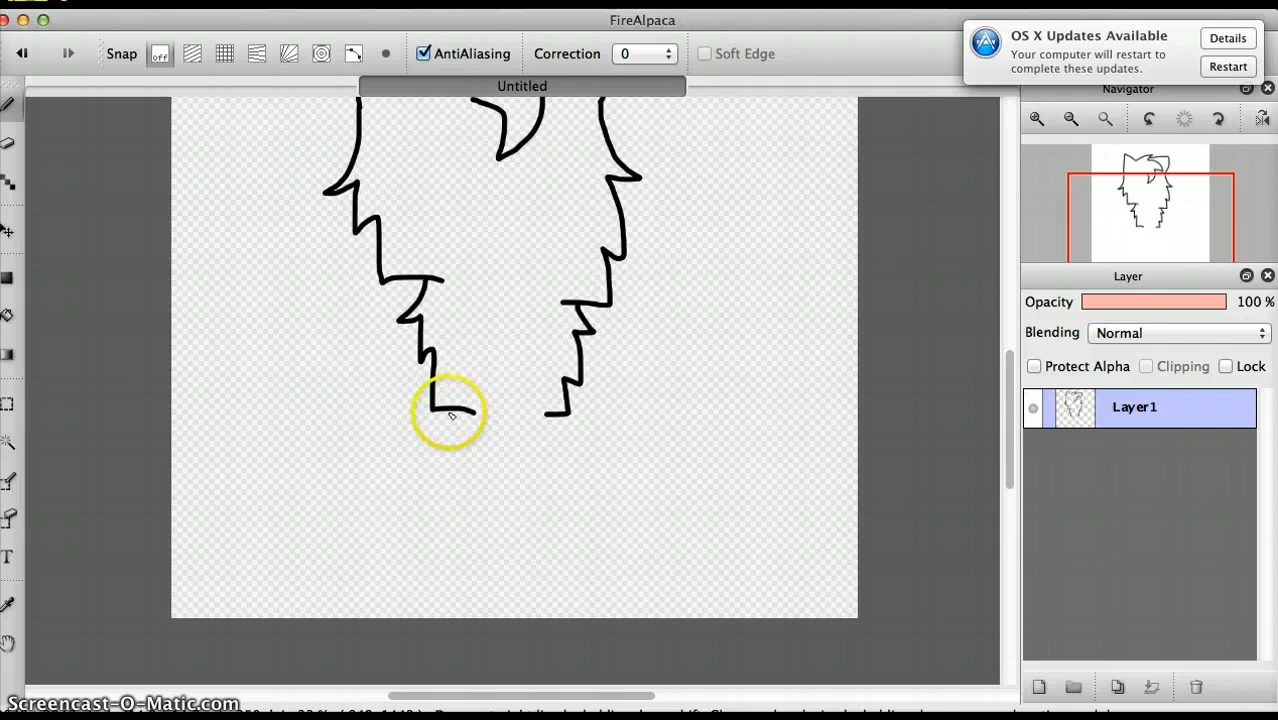 FireAlpaca
Snap off AntiAliasing Correction 0 Soft Edge
OS X Updates Available
Your computer will restart to complete these updates.
Details
Restart
Untitled
Navigator
Layer
Opacity 100 %
Blending Normal
Protect Alpha Clipping Lock
Layer1
T
Screencast-O-Matic.com